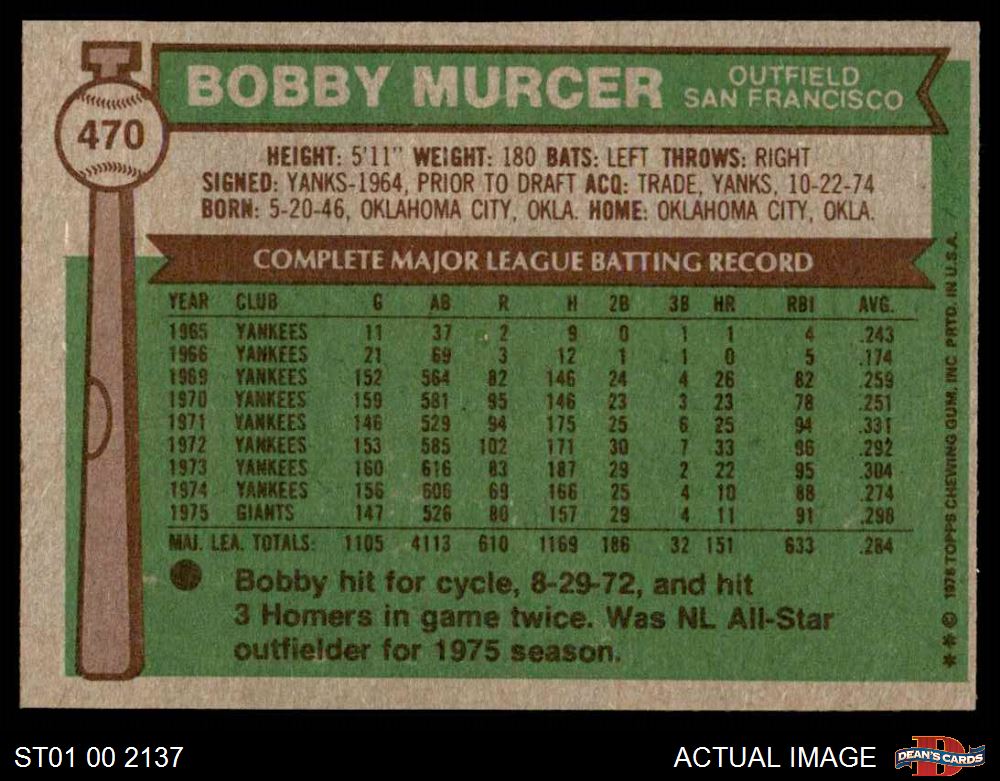 BOBBY MURCER
OUTFIELD
SAN FRANCISCO
470
HEIGHT: 5'11" WEIGHT: 180 BATS: LEFT THROWS: RIGHT
SIGNED: YANKS-1964, PRIOR TO DRAFT ACQ: TRADE, YANKS, 10-22-74
BORN: 5-20-46, OKLAHOMA CITY, OKLA. HOME: OKLAHOMA CITY, OKLA.
COMPLETE MAJOR LEAGUE BATTING RECORD
YEAR CLUB G AB R H 2B 3B HR RBI AVG.
1965 YANKEES 11 37 2 9 0 1 1 4 .243
1966 YANKEES 21 69 3 12 1 1 0 5 .174
1969 YANKEES 152 564 82 146 24 4 26 82 .259
1970 YANKEES 159 581 95 146 23 3 23 78 .251
1971 YANKEES 146 529 94 175 25 6 25 94 .331
1972 YANKEES 153 585 102 171 30 7 33 96 .292
1973 YANKEES 160 616 83 187 29 2 22 95 .304
1974 YANKEES 156 606 69 166 25 4 10 88 .274
1975 GIANTS 147 526 80 157 29 4 11 91 .298
MAJ. LEA. TOTALS: 1105 4113 610 1169 186 32 151 633 .284
Bobby hit for cycle, 8-29-72, and hit
3 Homers in game twice. Was NL All-Star
outfielder for 1975 season.
* * © 1976 TOPPS CHEWING GUM, INC PRTD. IN U.S.A.
ST01 00 2137
ACTUAL IMAGE
D
DEAN'S CARDS